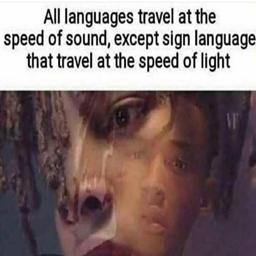 All languages travel at the
speed of sound, except sign language
that travel at the speed of light